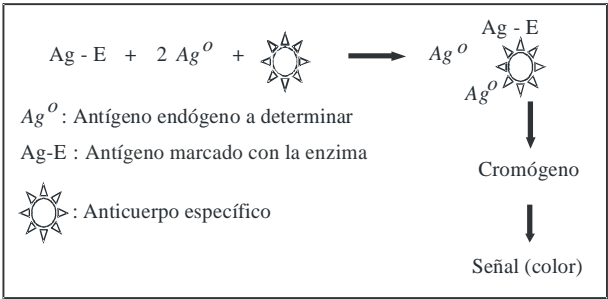 Ag - E
Ag - E + 2 Ag° + Ag°
Ag°
Ag° : Antígeno endógeno a determinar
Ag-E : Antígeno marcado con la enzima
Cromógeno
: Anticuerpo específico
Señal (color)